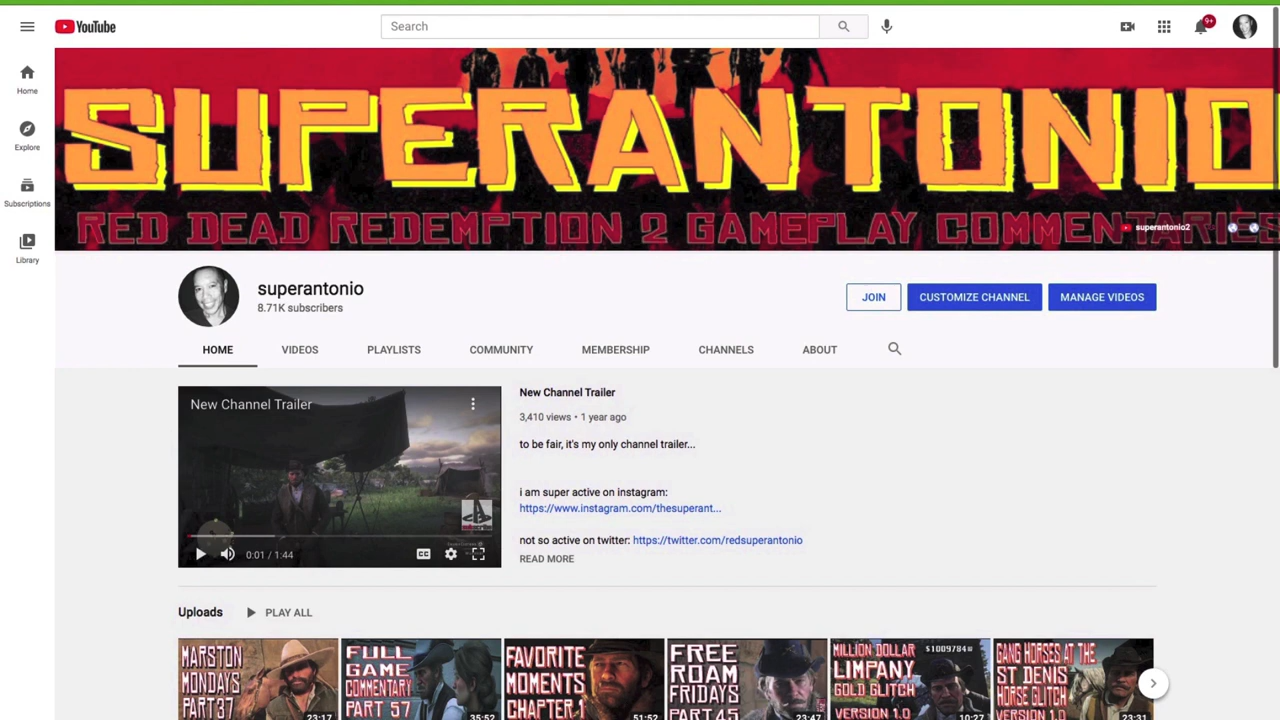 YouTube
Search
9+
Home
Explore
Subscriptions
Library
SUPERANTONIO
RED DEAD REDEMPTION 2 GAMEPLAY COMMENTARIES
superantonio2
superantonio
8.71K subscribers
JOIN
CUSTOMIZE CHANNEL
MANAGE VIDEOS
HOME
VIDEOS
PLAYLISTS
COMMUNITY
MEMBERSHIP
CHANNELS
ABOUT
New Channel Trailer
0:01 / 1:44
CC
New Channel Trailer
3,410 views • 1 year ago
to be fair, it's my only channel trailer...
i am super active on instagram:
https://www.instagram.com/thesuperant...
not so active on twitter: https://twitter.com/redsuperantonio
READ MORE
Uploads
PLAY ALL
MARSTON
MONDAYS
PART 37
23:17
FULL
GAME
COMMENTARY
PART 57
35:52
FAVORITE
MOMENTS
CHAPTER 1
51:52
FREE
ROAM
FRIDAYS
PART 45
23:47
MILLION DOLLAR
LIMPANY
GOLD GLITCH
VERSION 1.0
10:27
GANG HORSES AT THE
ST DENIS
HORSE GLITCH
VERSION 1.0
23:31